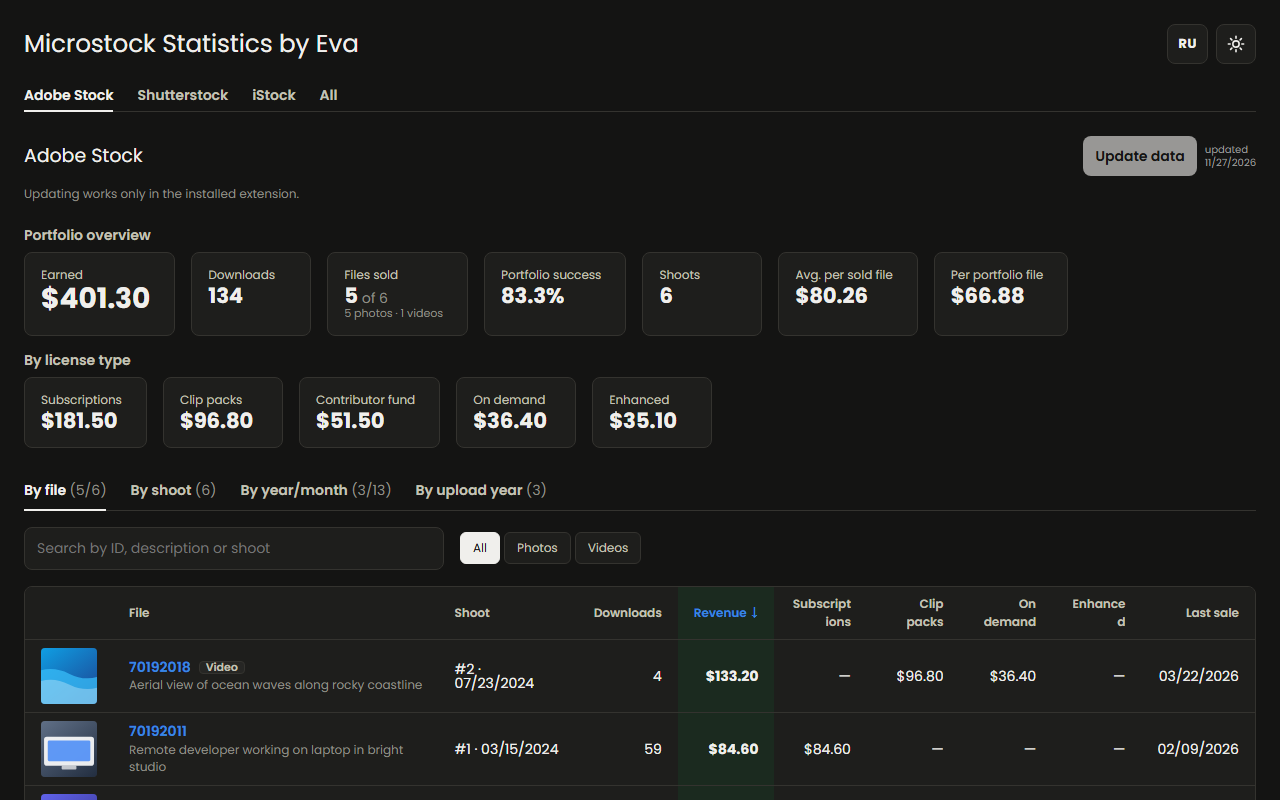 Microstock Statistics by Eva
RU
Adobe Stock Shutterstock iStock All
Adobe Stock
Update data
updated
11/27/2026
Updating works only in the installed extension.
Portfolio overview
Earned
$401.30
Downloads
134
Files sold
5 of 6
5 photos · 1 videos
Portfolio success
83.3%
Shoots
6
Avg. per sold file
$80.26
Per portfolio file
$66.88
By license type
Subscriptions
$181.50
Clip packs
$96.80
Contributor fund
$51.50
On demand
$36.40
Enhanced
$35.10
By file (5/6) By shoot (6) By year/month (3/13) By upload year (3)
Search by ID, description or shoot
All Photos Videos
File
Shoot
Downloads
Revenue ↓
Subscript
ions
Clip
packs
On
demand
Enhance
d
Last sale
70192018 Video
Aerial view of ocean waves along rocky coastline
#2 ·
07/23/2024
4
$133.20
—
$96.80
$36.40
—
03/22/2026
70192011
Remote developer working on laptop in bright
studio
#1 · 03/15/2024
59
$84.60
$84.60
—
—
—
02/09/2026